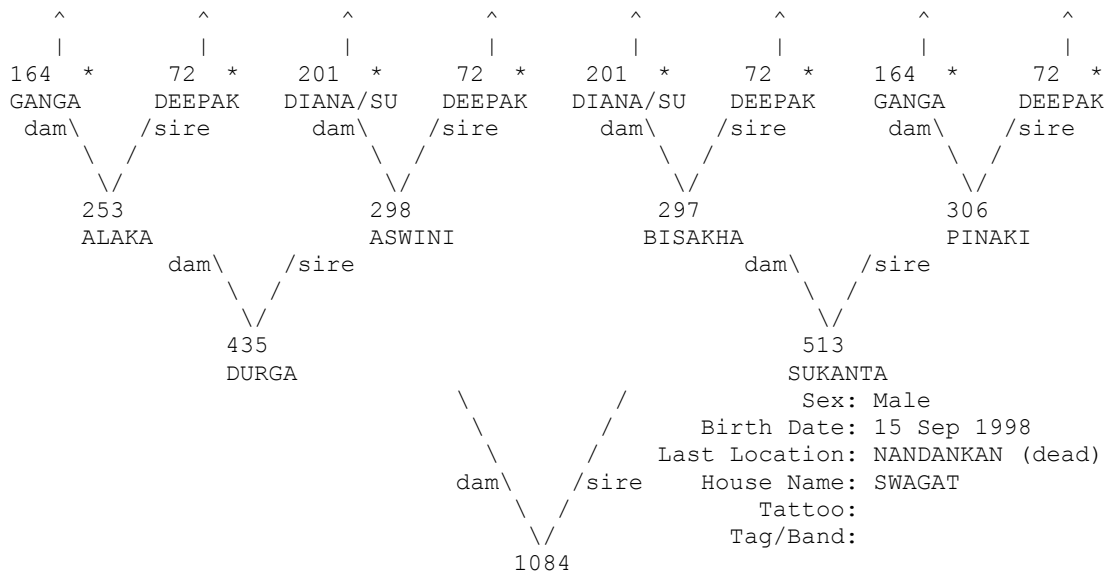 ^ ^ ^ ^ ^ ^ ^ ^
| | | | | | | |
164 * 72 * 201 * 72 * 201 * 72 * 164 * 72 *
GANGA DEEPAK DIANA/SU DEEPAK DIANA/SU DEEPAK GANGA DEEPAK
dam\ /sire dam\ /sire dam\ /sire dam\ /sire
\ / \ / \ / \ /
\/ \/ \/ \/
253 298 297 306
ALAKA ASWINI BISAKHA PINAKI
dam\ /sire dam\ /sire
\ / \ /
\/ \/
435 513
DURGA SUKANTA
\ / Sex: Male
\ / Birth Date: 15 Sep 1998
\ / Last Location: NANDANKAN (dead)
dam\ /sire House Name: SWAGAT
\ / Tattoo:
\/ Tag/Band:
1084